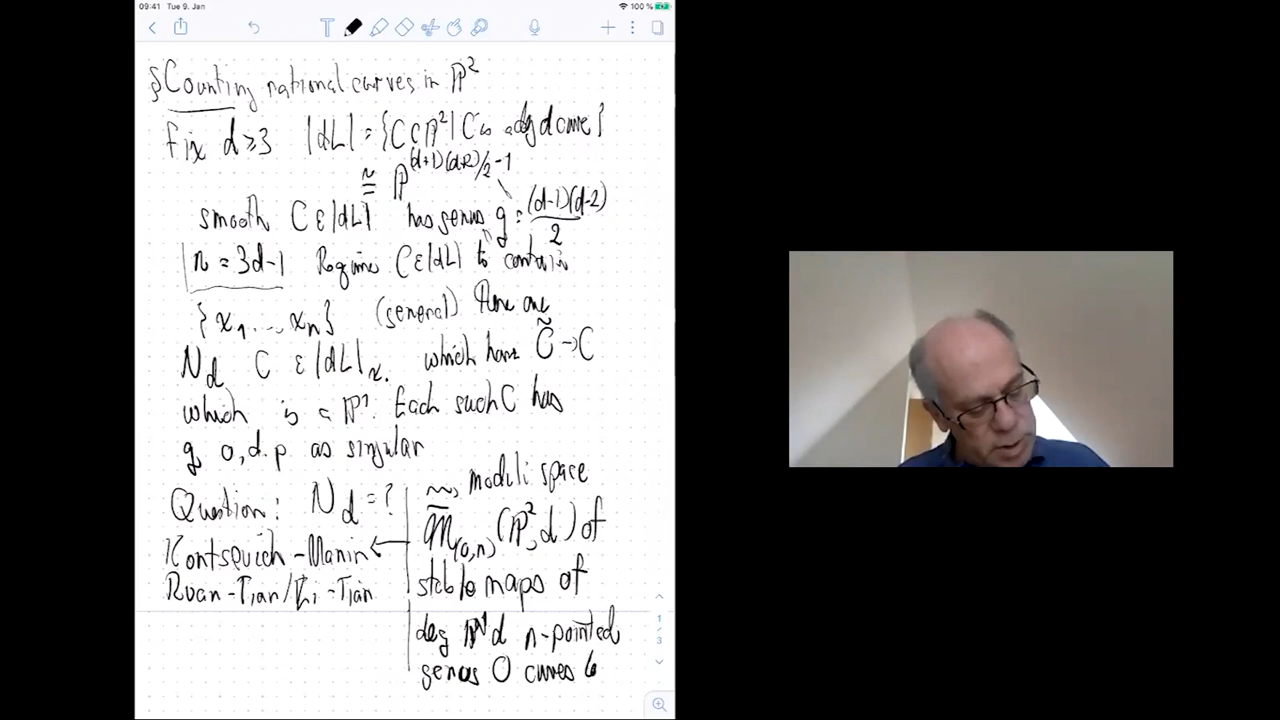 09:41 Tue 9. Jan
100 %
§ Counting rational curves in ℙ²
Fix d ≥ 3 |dL| = {C ⊂ ℙ² | C is a deg d curve}
≅ ℙ^{(d+1)(d+2)/2 - 1}
smooth C ∈ |dL| has genus g = (d-1)(d-2)/2
n = 3d-1 Require C ∈ |dL| to contain
{x₁, ..., xₙ} (general) There are
N_d C ∈ |dL|_x. which have C̃ → C
which is a ℙ¹. Each such C has
g o.d.p. as singular
Question: N_d = ?
Kontsevich-Manin ←
Ruan-Tian/Li-Tian
moduli space
M̄_{(0,n)}(ℙ², d) of
stable maps of
deg d n-pointed
genus 0 curves
1
3